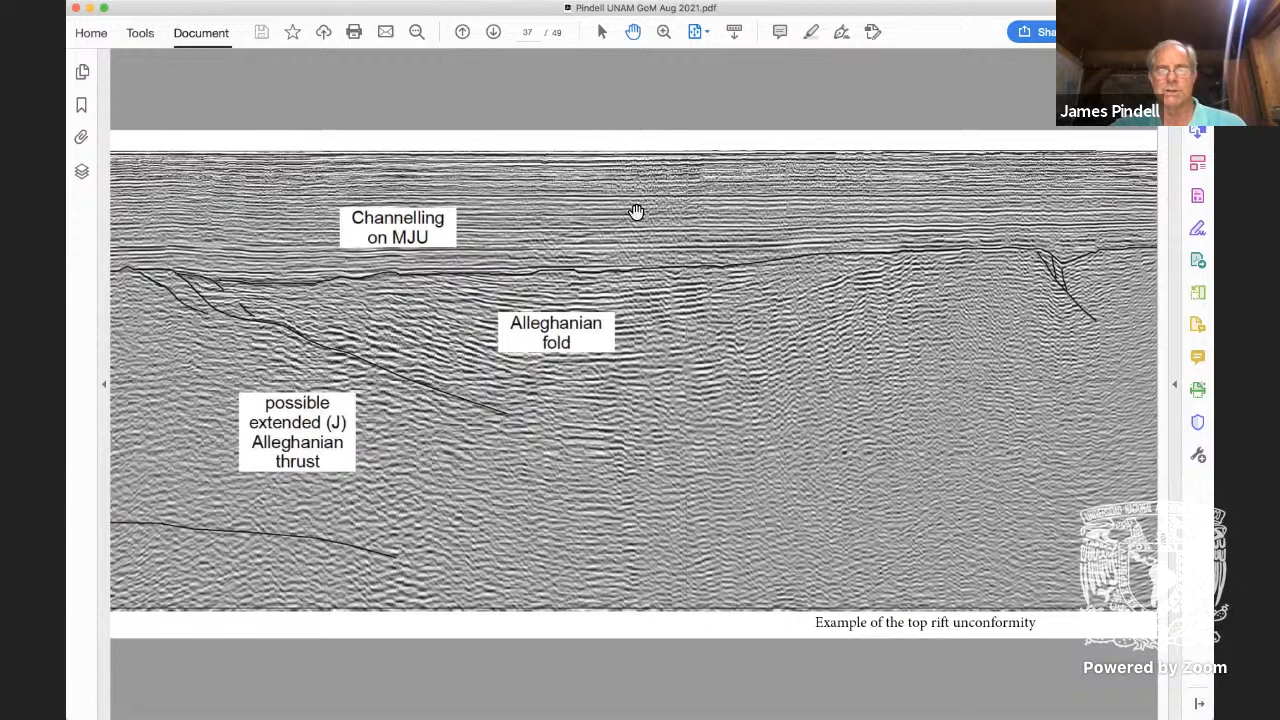 Pindell UNAM GoM Aug 2021.pdf
Home Tools Document
37 / 49
Sha
James Pindell
Channelling
on MJU
Alleghanian
fold
possible
extended (J)
Alleghanian
thrust
Example of the top rift unconformity
Powered by Zoom